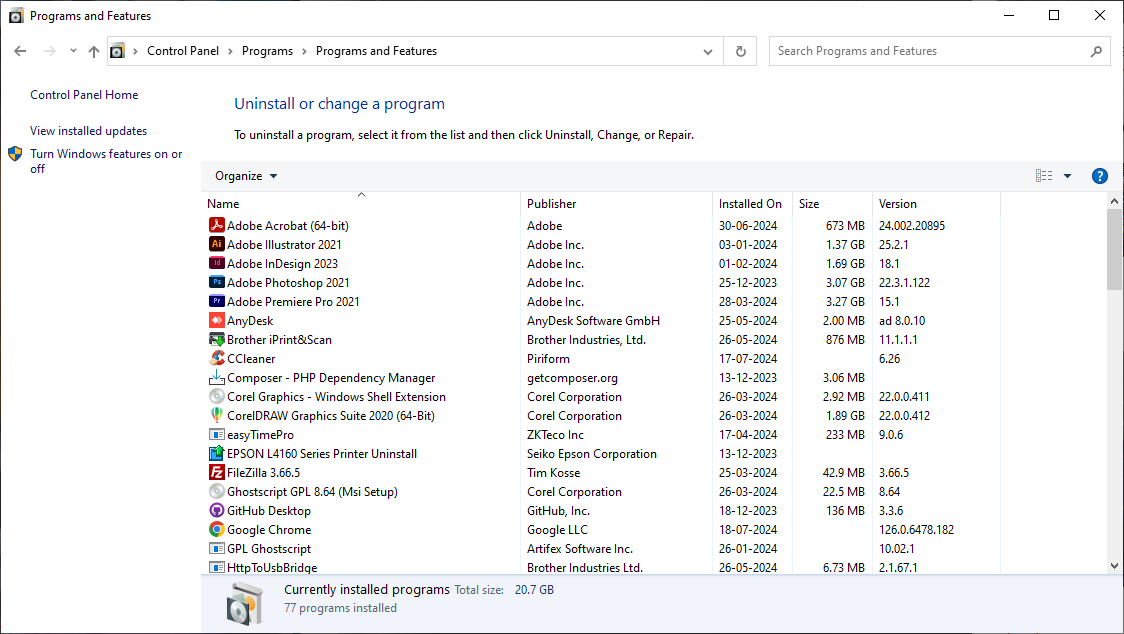 Programs and Features
Control Panel > Programs > Programs and Features
Search Programs and Features
Control Panel Home
View installed updates
Turn Windows features on or
off
Uninstall or change a program
To uninstall a program, select it from the list and then click Uninstall, Change, or Repair.
Organize
Name Publisher Installed On Size Version
Adobe Acrobat (64-bit) Adobe 30-06-2024 673 MB 24.002.20895
Ai Adobe Illustrator 2021 Adobe Inc. 03-01-2024 1.37 GB 25.2.1
Id Adobe InDesign 2023 Adobe Inc. 01-02-2024 1.69 GB 18.1
Ps Adobe Photoshop 2021 Adobe Inc. 25-12-2023 3.07 GB 22.3.1.122
Pr Adobe Premiere Pro 2021 Adobe Inc. 28-03-2024 3.27 GB 15.1
AnyDesk AnyDesk Software GmbH 25-05-2024 2.00 MB ad 8.0.10
Brother iPrint&Scan Brother Industries, Ltd. 26-05-2024 876 MB 11.1.1.1
CCleaner Piriform 17-07-2024 6.26
Composer - PHP Dependency Manager getcomposer.org 13-12-2023 3.06 MB
Corel Graphics - Windows Shell Extension Corel Corporation 26-03-2024 2.92 MB 22.0.0.411
CorelDRAW Graphics Suite 2020 (64-Bit) Corel Corporation 26-03-2024 1.89 GB 22.0.0.412
easyTimePro ZKTeco Inc 17-04-2024 233 MB 9.0.6
EPSON L4160 Series Printer Uninstall Seiko Epson Corporation 13-12-2023
Fz FileZilla 3.66.5 Tim Kosse 25-03-2024 42.9 MB 3.66.5
Ghostscript GPL 8.64 (Msi Setup) Corel Corporation 26-03-2024 22.5 MB 8.64
GitHub Desktop GitHub, Inc. 18-12-2023 136 MB 3.3.6
Google Chrome Google LLC 18-07-2024 126.0.6478.182
GPL Ghostscript Artifex Software Inc. 26-01-2024 10.02.1
HttpToUsbBridge Brother Industries Ltd. 26-05-2024 6.73 MB 2.1.67.1
Currently installed programs Total size: 20.7 GB
77 programs installed